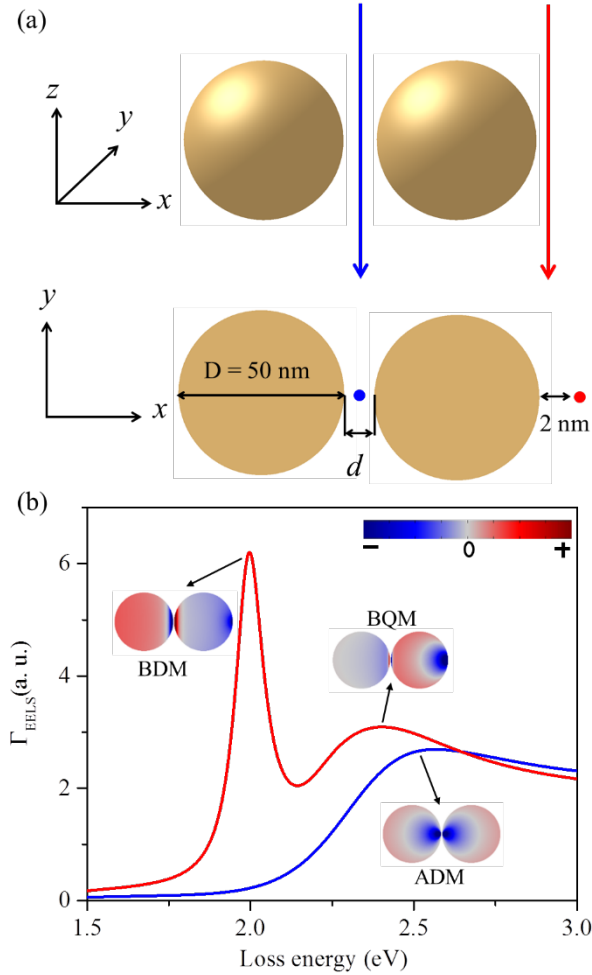 (a)
z
y
x
y
D = 50 nm
x
2 nm
d
(b)
6
4
2
0
Γ_EELS(a. u.)
− 0 +
BDM
BQM
ADM
1.5 2.0 2.5 3.0
Loss energy (eV)